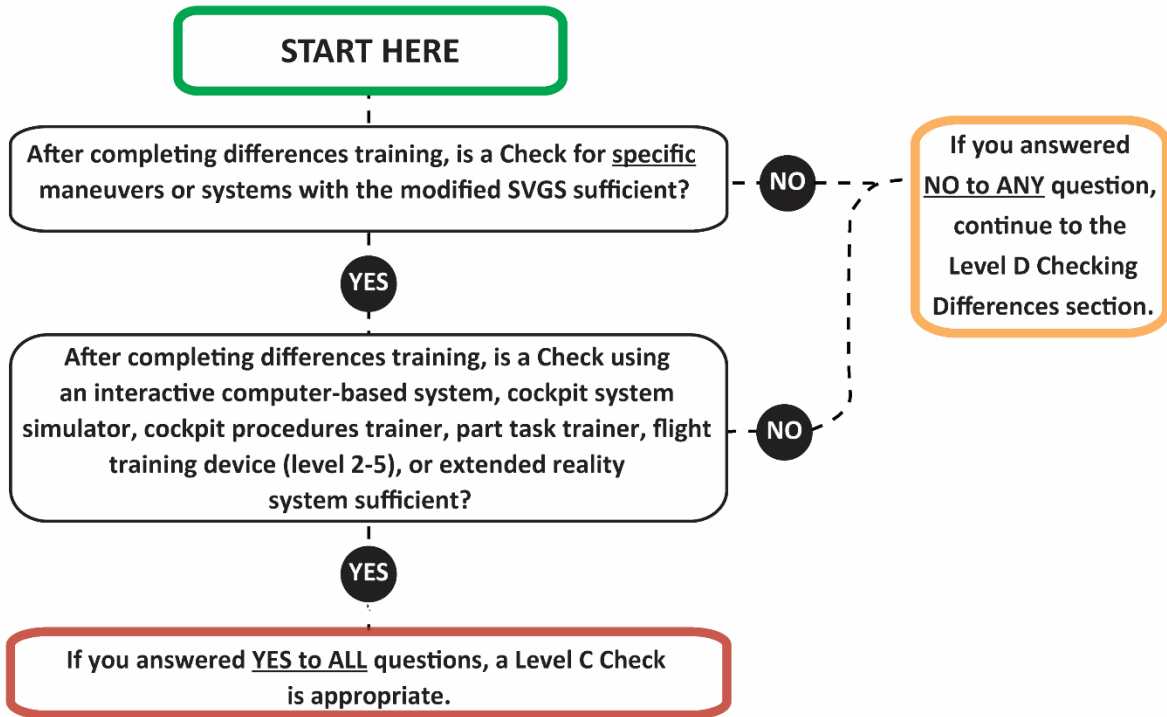 START HERE
After completing differences training, is a Check for specific
maneuvers or systems with the modified SVGS sufficient?
NO
If you answered
NO to ANY question,
continue to the
Level D Checking
Differences section.
YES
After completing differences training, is a Check using
an interactive computer-based system, cockpit system
simulator, cockpit procedures trainer, part task trainer, flight
training device (level 2-5), or extended reality
system sufficient?
NO
YES
If you answered YES to ALL questions, a Level C Check
is appropriate.